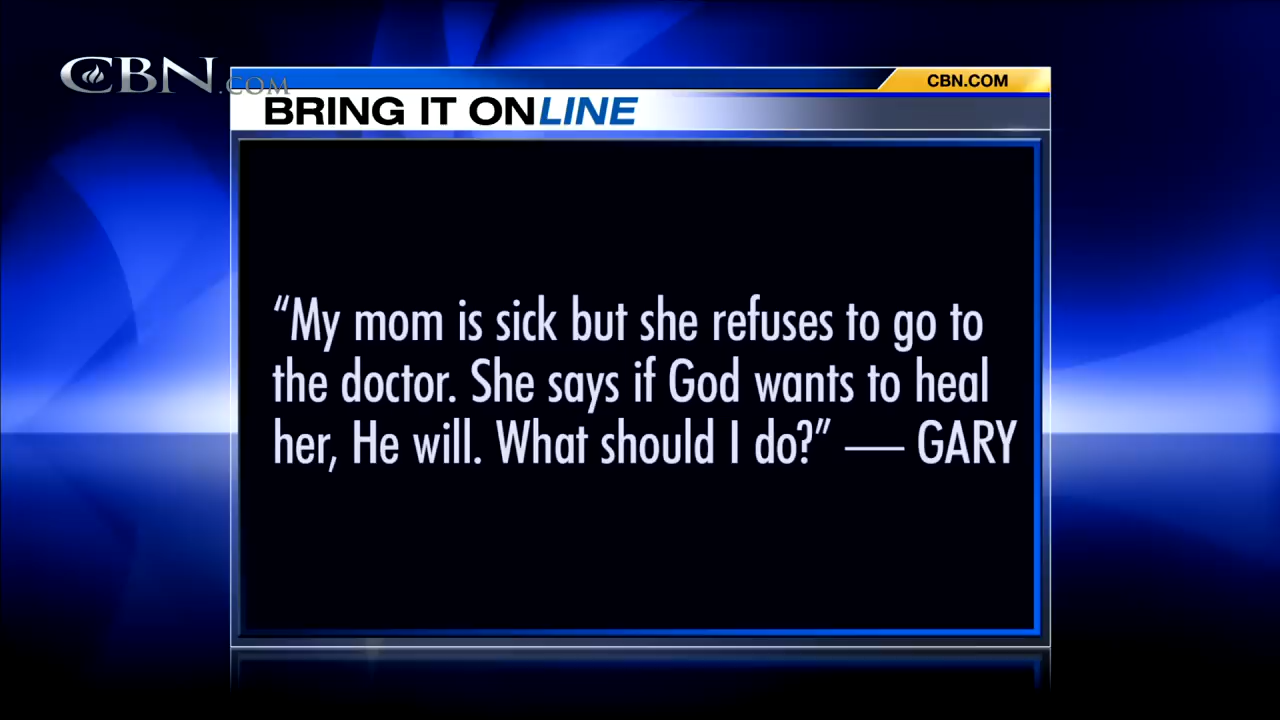 CBN.COM
CBN.COM
BRING IT ONLINE
“My mom is sick but she refuses to go to
the doctor. She says if God wants to heal
her, He will. What should I do?” — GARY